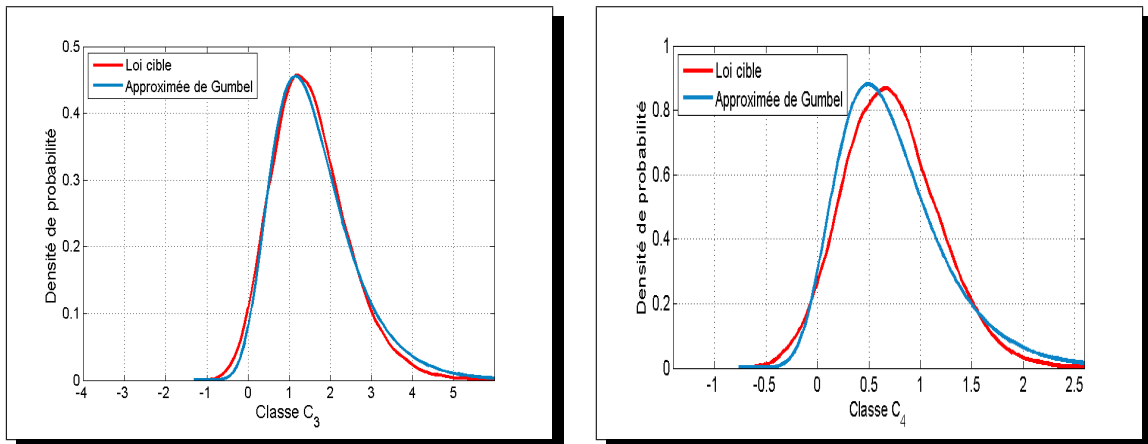 0.5
0.4
0.3
0.2
0.1
0
Densité de probabilité
Loi cible
Approximée de Gumbel
-4 -3 -2 -1 0 1 2 3 4 5
Classe C3
1
0.8
0.6
0.4
0.2
0
Densité de probabilité
Loi cible
Approximée de Gumbel
-1 -0.5 0 0.5 1 1.5 2 2.5
Classe C4